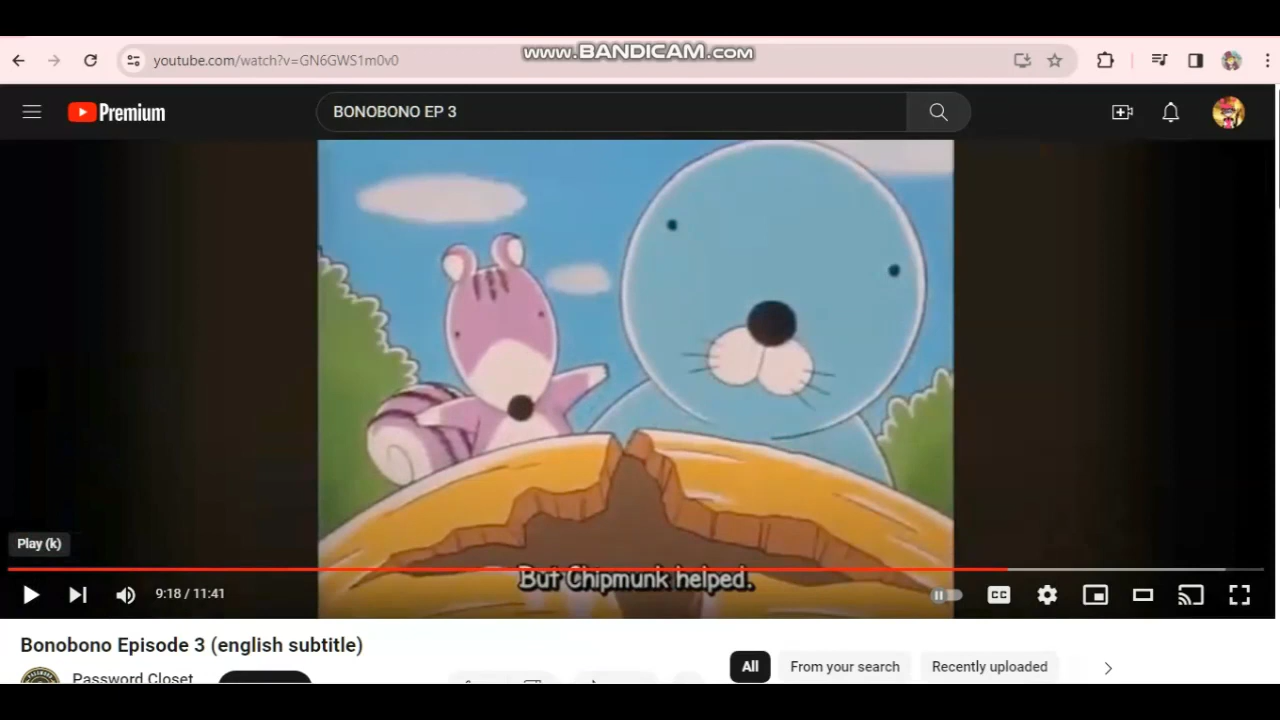 www.BANDICAM.com
youtube.com/watch?v=GN6GWS1m0v0
Premium
BONOBONO EP 3
Play (k)
But Chipmunk helped.
9:18 / 11:41
CC
Bonobono Episode 3 (english subtitle)
All
From your search
Recently uploaded
Password Closet